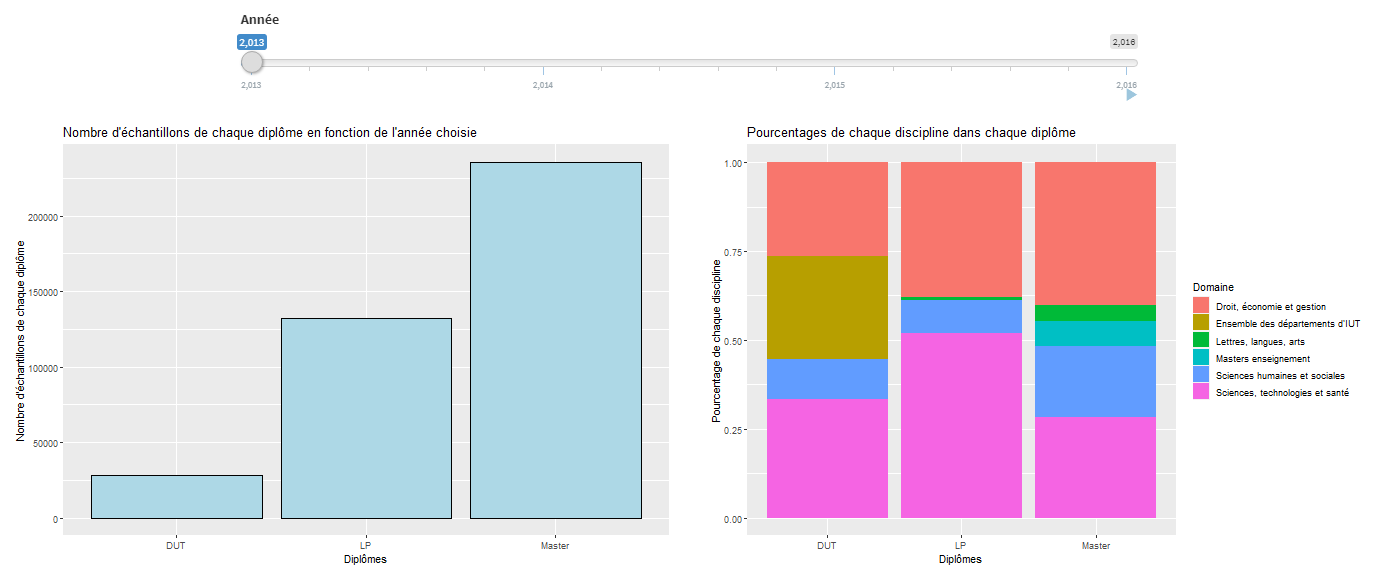 Année
2,013
2,016
2,013
2,014
2,015
2,016
Nombre d'échantillons de chaque diplôme en fonction de l'année choisie
Nombre d'échantillons de chaque diplôme
200000
150000
100000
50000
0
DUT
LP
Master
Diplômes
Pourcentages de chaque discipline dans chaque diplôme
Pourcentage de chaque discipline
1.00
0.75
0.50
0.25
0.00
DUT
LP
Master
Diplômes
Domaine
Droit, économie et gestion
Ensemble des départements d'IUT
Lettres, langues, arts
Masters enseignement
Sciences humaines et sociales
Sciences, technologies et santé